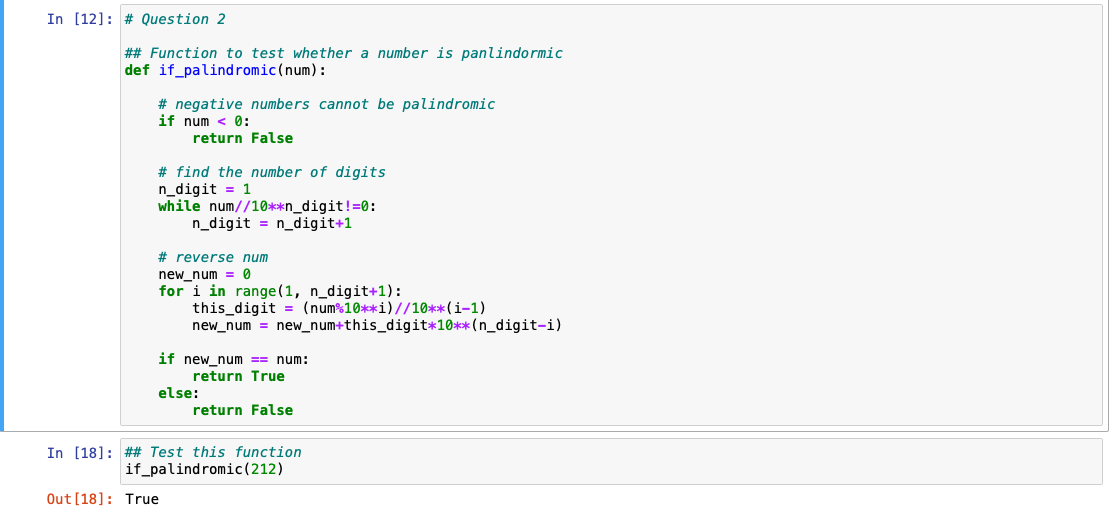 In [12]: # Question 2
## Function to test whether a number is panlindormic
def if_palindromic(num):
# negative numbers cannot be palindromic
if num < 0:
return False
# find the number of digits
n_digit = 1
while num//10**n_digit!=0:
n_digit = n_digit+1
# reverse num
new_num = 0
for i in range(1, n_digit+1):
this_digit = (num%10**i)//10**(i-1)
new_num = new_num+this_digit*10**(n_digit-i)
if new_num == num:
return True
else:
return False
In [18]: ## Test this function
if_palindromic(212)
Out[18]: True